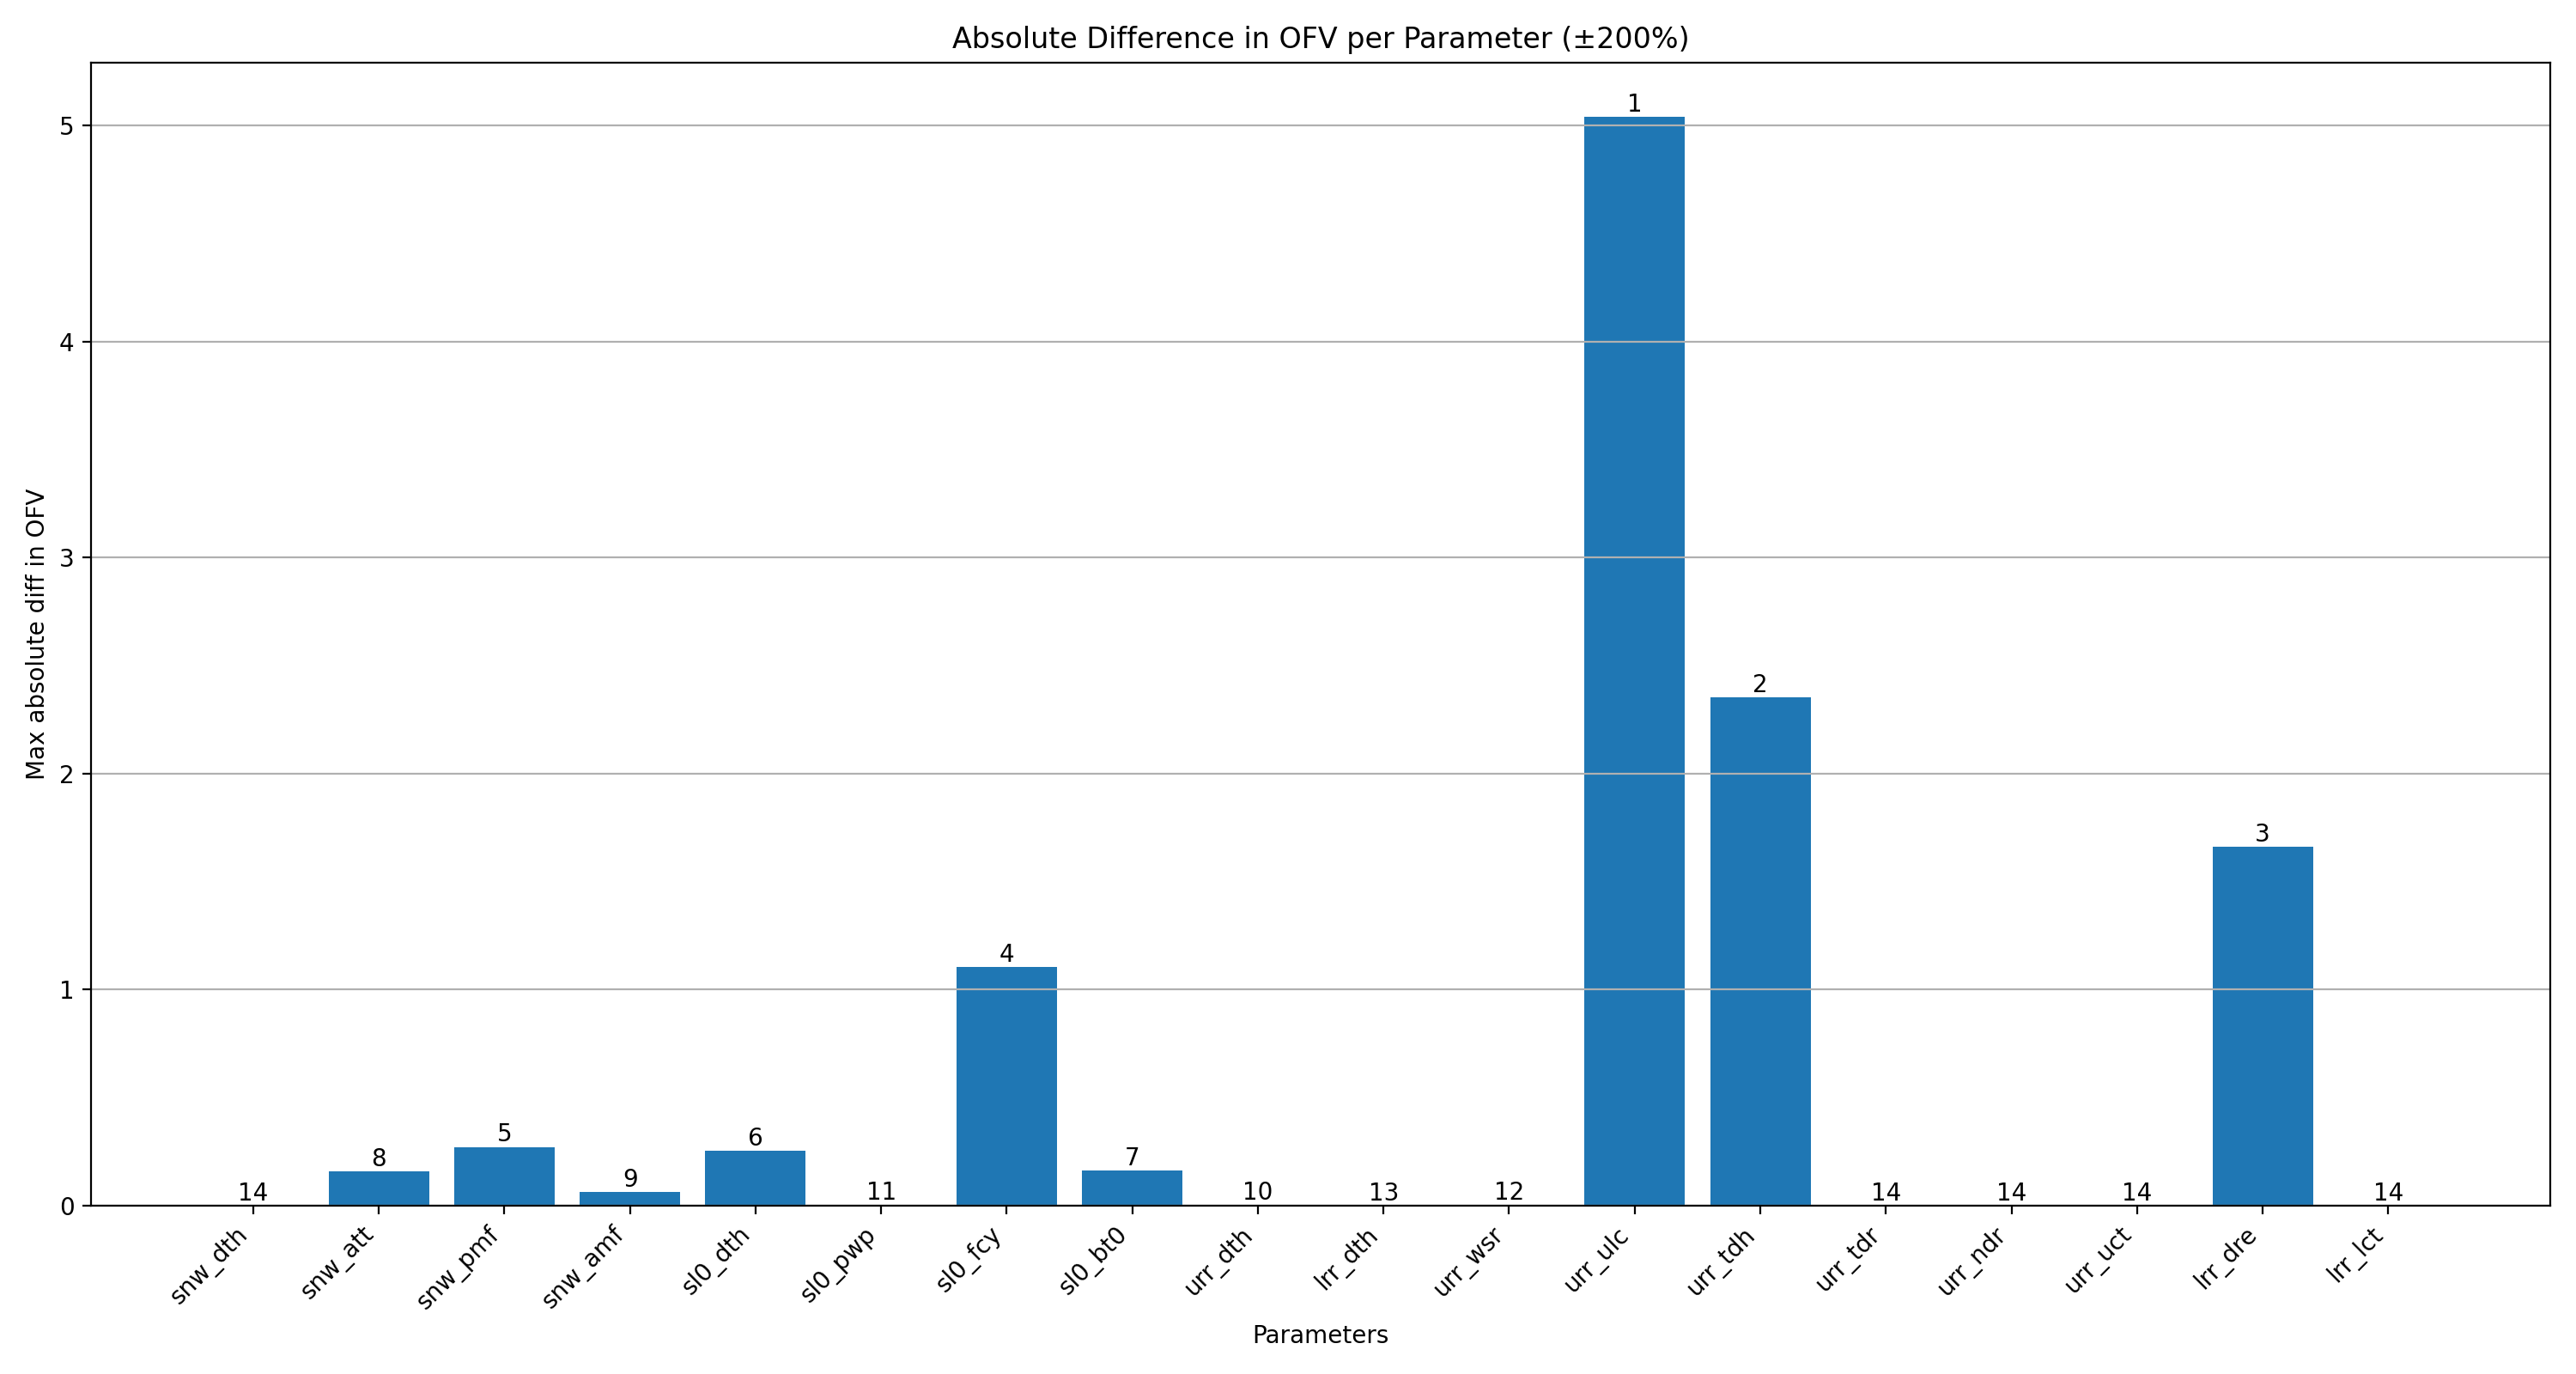 Absolute Difference in OFV per Parameter (±200%)
Max absolute diff in OFV
5
4
3
2
1
0
14
8
5
9
6
11
4
7
10
13
12
1
2
14
14
14
3
14
snw_dth
snw_att
snw_pmf
snw_amf
sl0_dth
sl0_pwp
sl0_fcy
sl0_bt0
urr_dth
lrr_dth
urr_wsr
urr_ulc
urr_tdh
urr_tdr
urr_ndr
urr_uct
lrr_dre
lrr_lct
Parameters